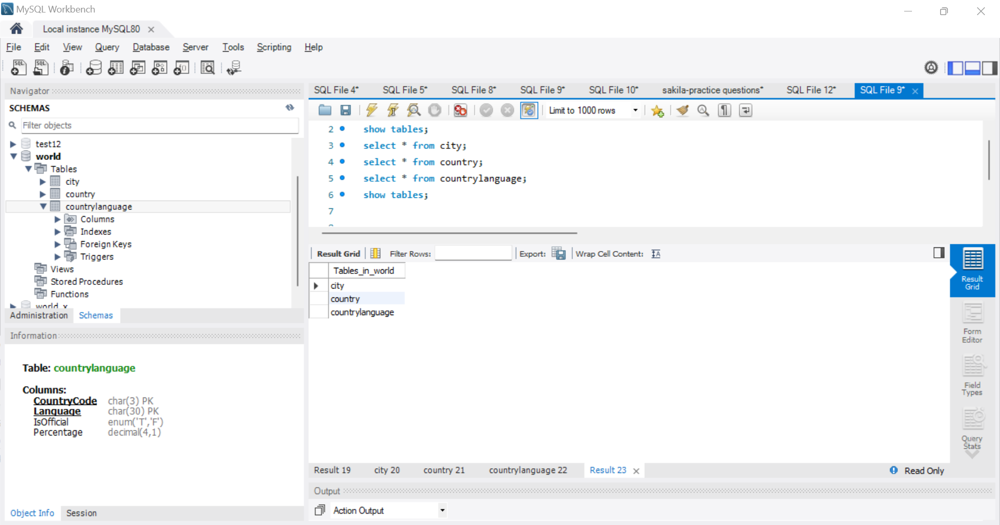 MySQL Workbench
Local instance MySQL80
File Edit View Query Database Server Tools Scripting Help
Navigator
SCHEMAS
Filter objects
test12
world
Tables
city
country
countrylanguage
Columns
Indexes
Foreign Keys
Triggers
Views
Stored Procedures
Functions
world_x
Administration Schemas
Information
Table: countrylanguage
Columns:
CountryCode char(3) PK
Language char(30) PK
IsOfficial enum('T','F')
Percentage decimal(4,1)
Object Info Session
SQL File 4* SQL File 5* SQL File 8* SQL File 9* SQL File 10* sakila-practice questions* SQL File 12* SQL File 9*
Limit to 1000 rows
2 show tables;
3 select * from city;
4 select * from country;
5 select * from countrylanguage;
6 show tables;
7
Result Grid Filter Rows: Export: Wrap Cell Content:
Tables_in_world
city
country
countrylanguage
Result Grid
Form Editor
Field Types
Query Stats
Result 19 city 20 country 21 countrylanguage 22 Result 23 Read Only
Output
Action Output